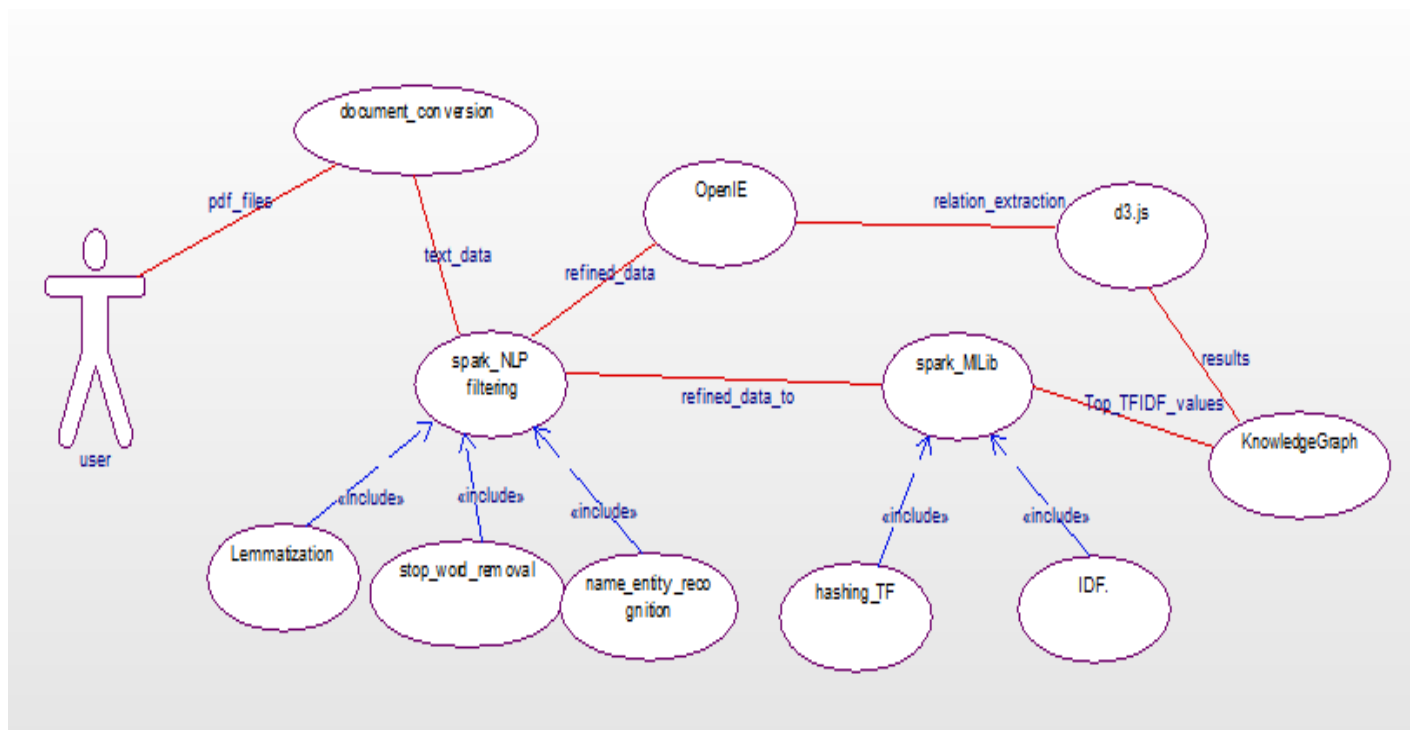 document_conversion
pdf_files
OpenIE
relation_extraction
d3.js
text_data
refined_data
user
spark_NLP
filtering
refined_data_to
spark_MlLib
results
Top_TFIDF_values
KnowledgeGraph
«include»
«include»
«include»
«include»
«include»
Lemmatization
stop_word_removal
name_entity_reco
gnition
hashing_TF
IDF.